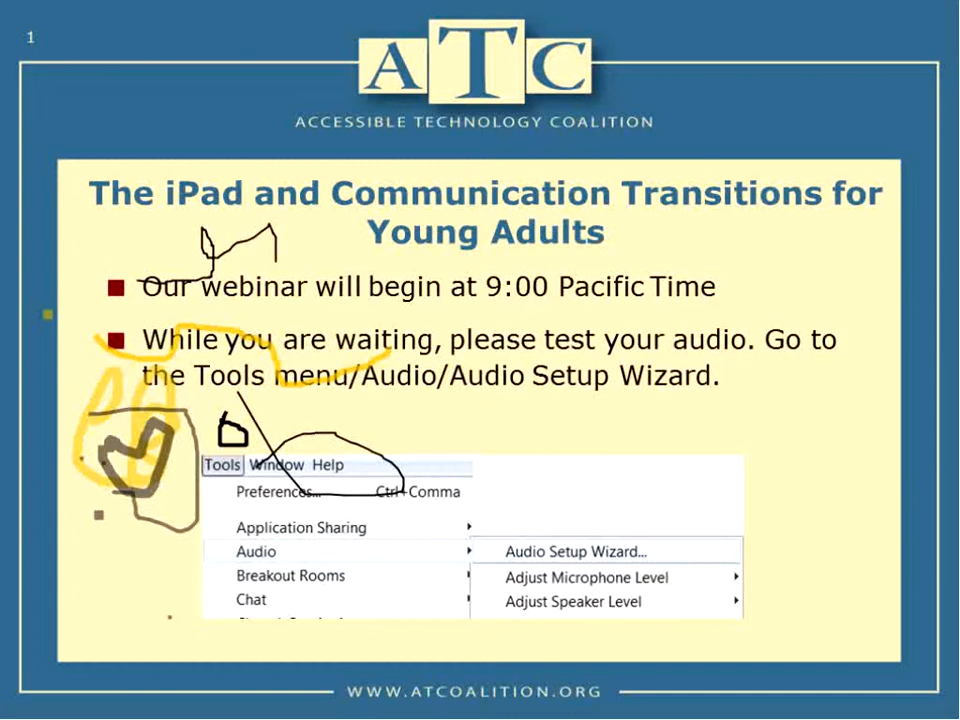 1
ATC
ACCESSIBLE TECHNOLOGY COALITION
The iPad and Communication Transitions for
Young Adults
■ Our webinar will begin at 9:00 Pacific Time
■ While you are waiting, please test your audio. Go to
the Tools menu/Audio/Audio Setup Wizard.
b
Tools Window Help
Preferences... Ctrl+Comma
Application Sharing
Audio Audio Setup Wizard...
Breakout Rooms Adjust Microphone Level
Chat Adjust Speaker Level
WWW.ATCOALITION.ORG